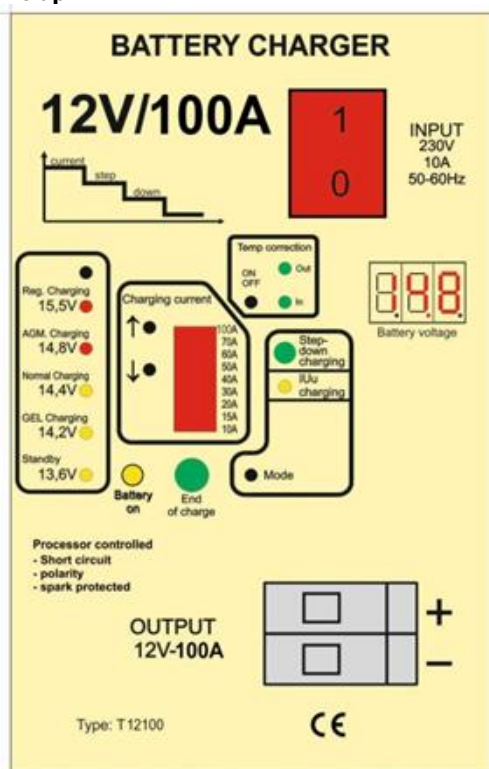 BATTERY CHARGER
12V/100A
1
0
INPUT
230V
10A
50-60Hz
current
step
down
Temp correction
ON
OFF
Out
In
Reg. Charging
15,5V
AGM. Charging
14,8V
Normal Charging
14,4V
GEL Charging
14,2V
Standby
13,6V
Charging current
↑
↓
100A
70A
60A
50A
40A
30A
20A
15A
10A
Step-
down
charging
IUu
charging
Mode
Battery voltage
Battery
on
End
of charge
Processor controlled
- Short circuit
- polarity
- spark protected
OUTPUT
12V-100A
+
−
Type: T12100
CE